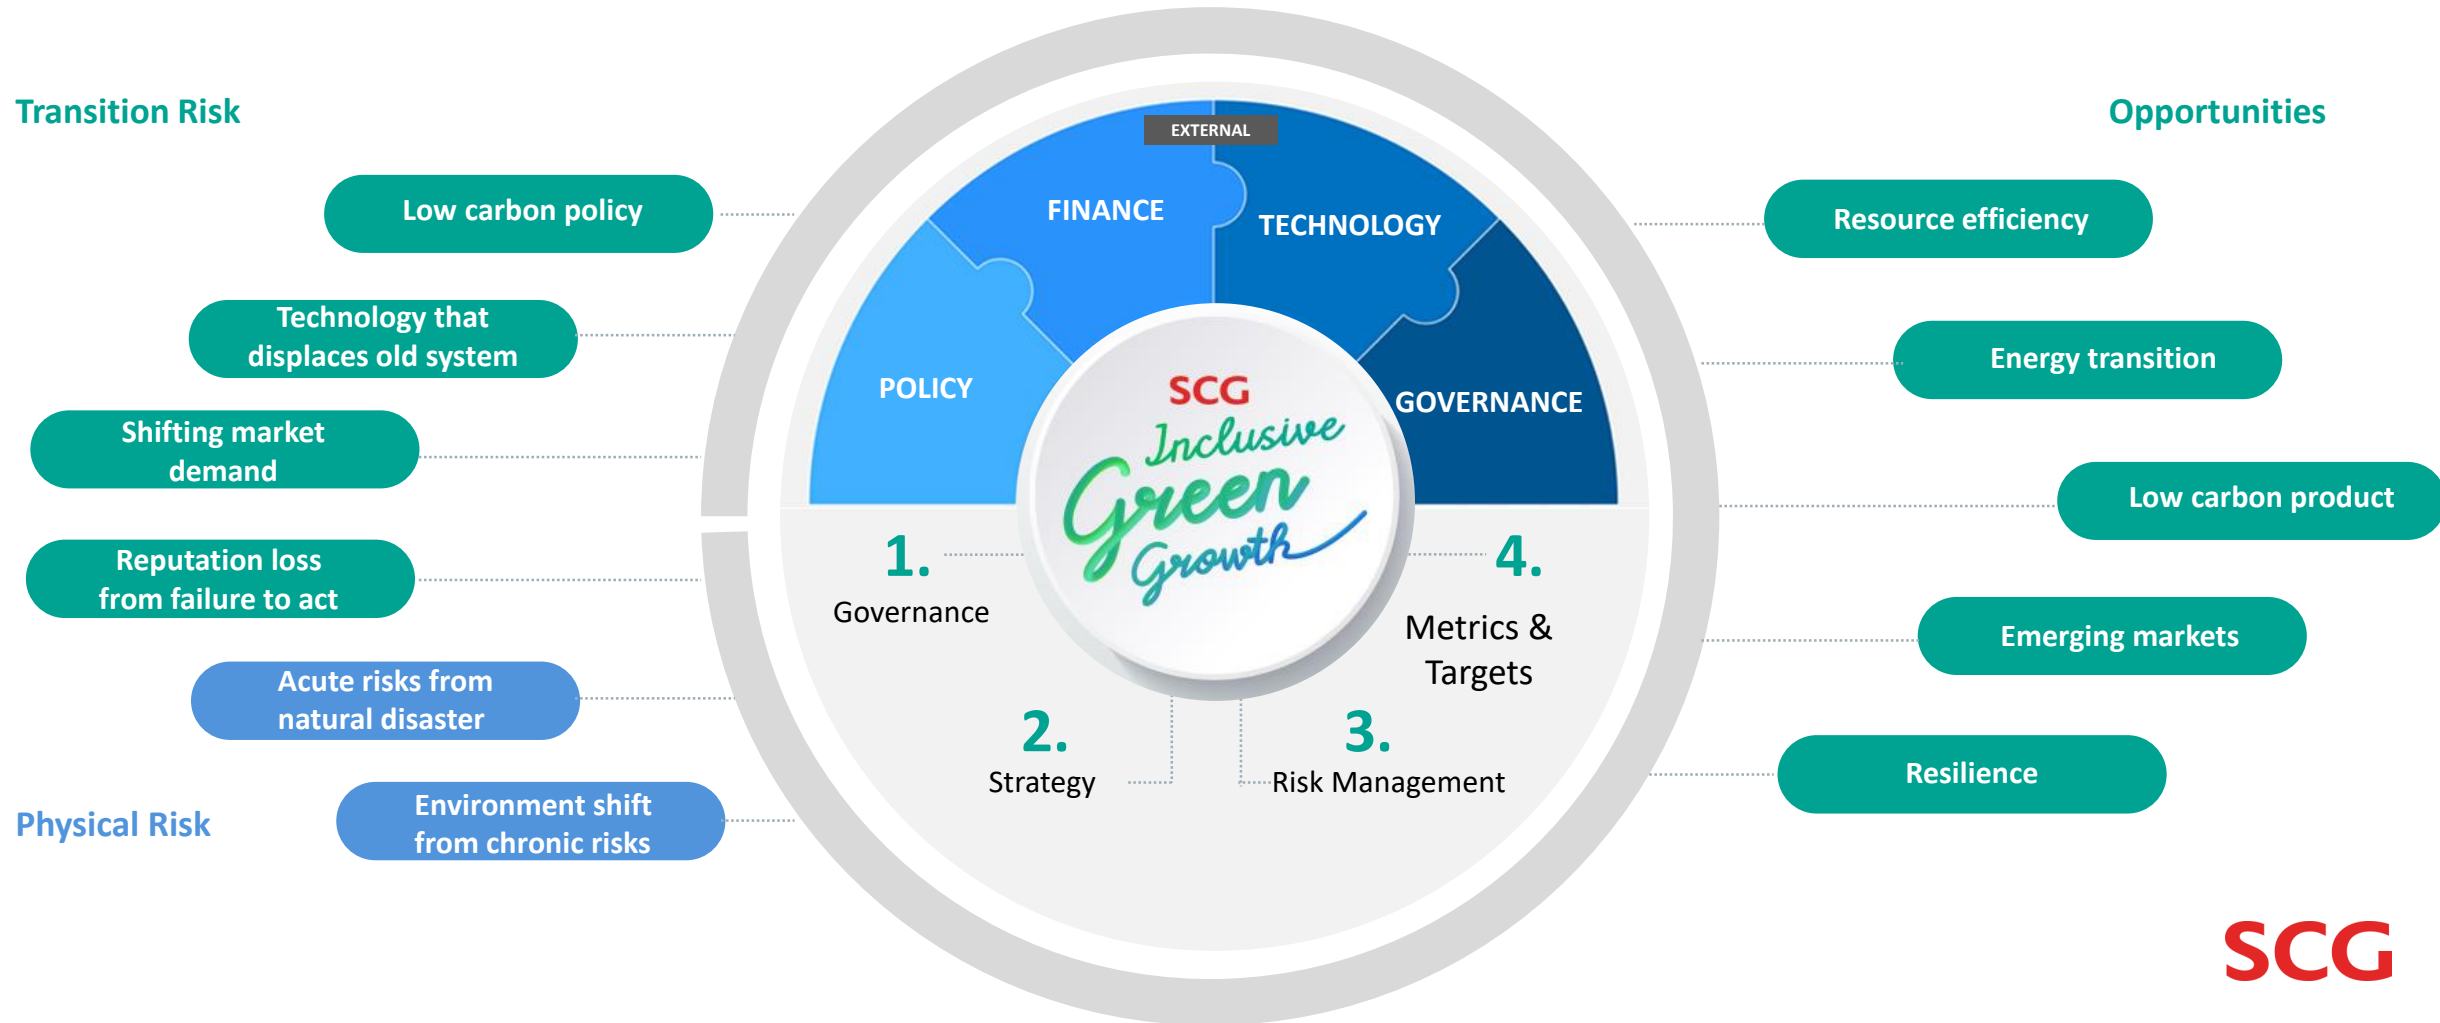 Transition Risk
Low carbon policy
Technology that
displaces old system
Shifting market
demand
Reputation loss
from failure to act
Acute risks from
natural disaster
Physical Risk
Environment shift
from chronic risks
EXTERNAL
POLICY
FINANCE
TECHNOLOGY
GOVERNANCE
SCG
Inclusive
Green
Growth
1.
Governance
2.
Strategy
3.
Risk Management
4.
Metrics &
Targets
Opportunities
Resource efficiency
Energy transition
Low carbon product
Emerging markets
Resilience
SCG